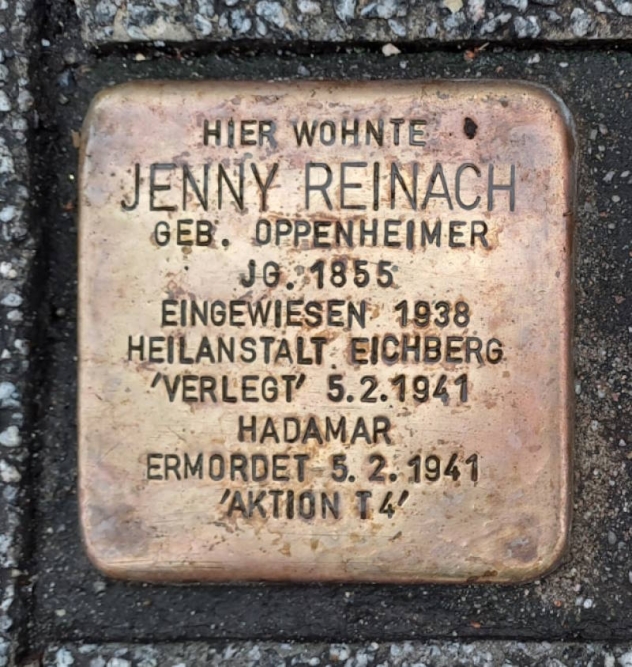 HIER WOHNTE
JENNY REINACH
GEB. OPPENHEIMER
JG. 1855
EINGEWIESEN 1938
HEILANSTALT EICHBERG
'VERLEGT' 5.2.1941
HADAMAR
ERMORDET 5.2.1941
'AKTION T4'